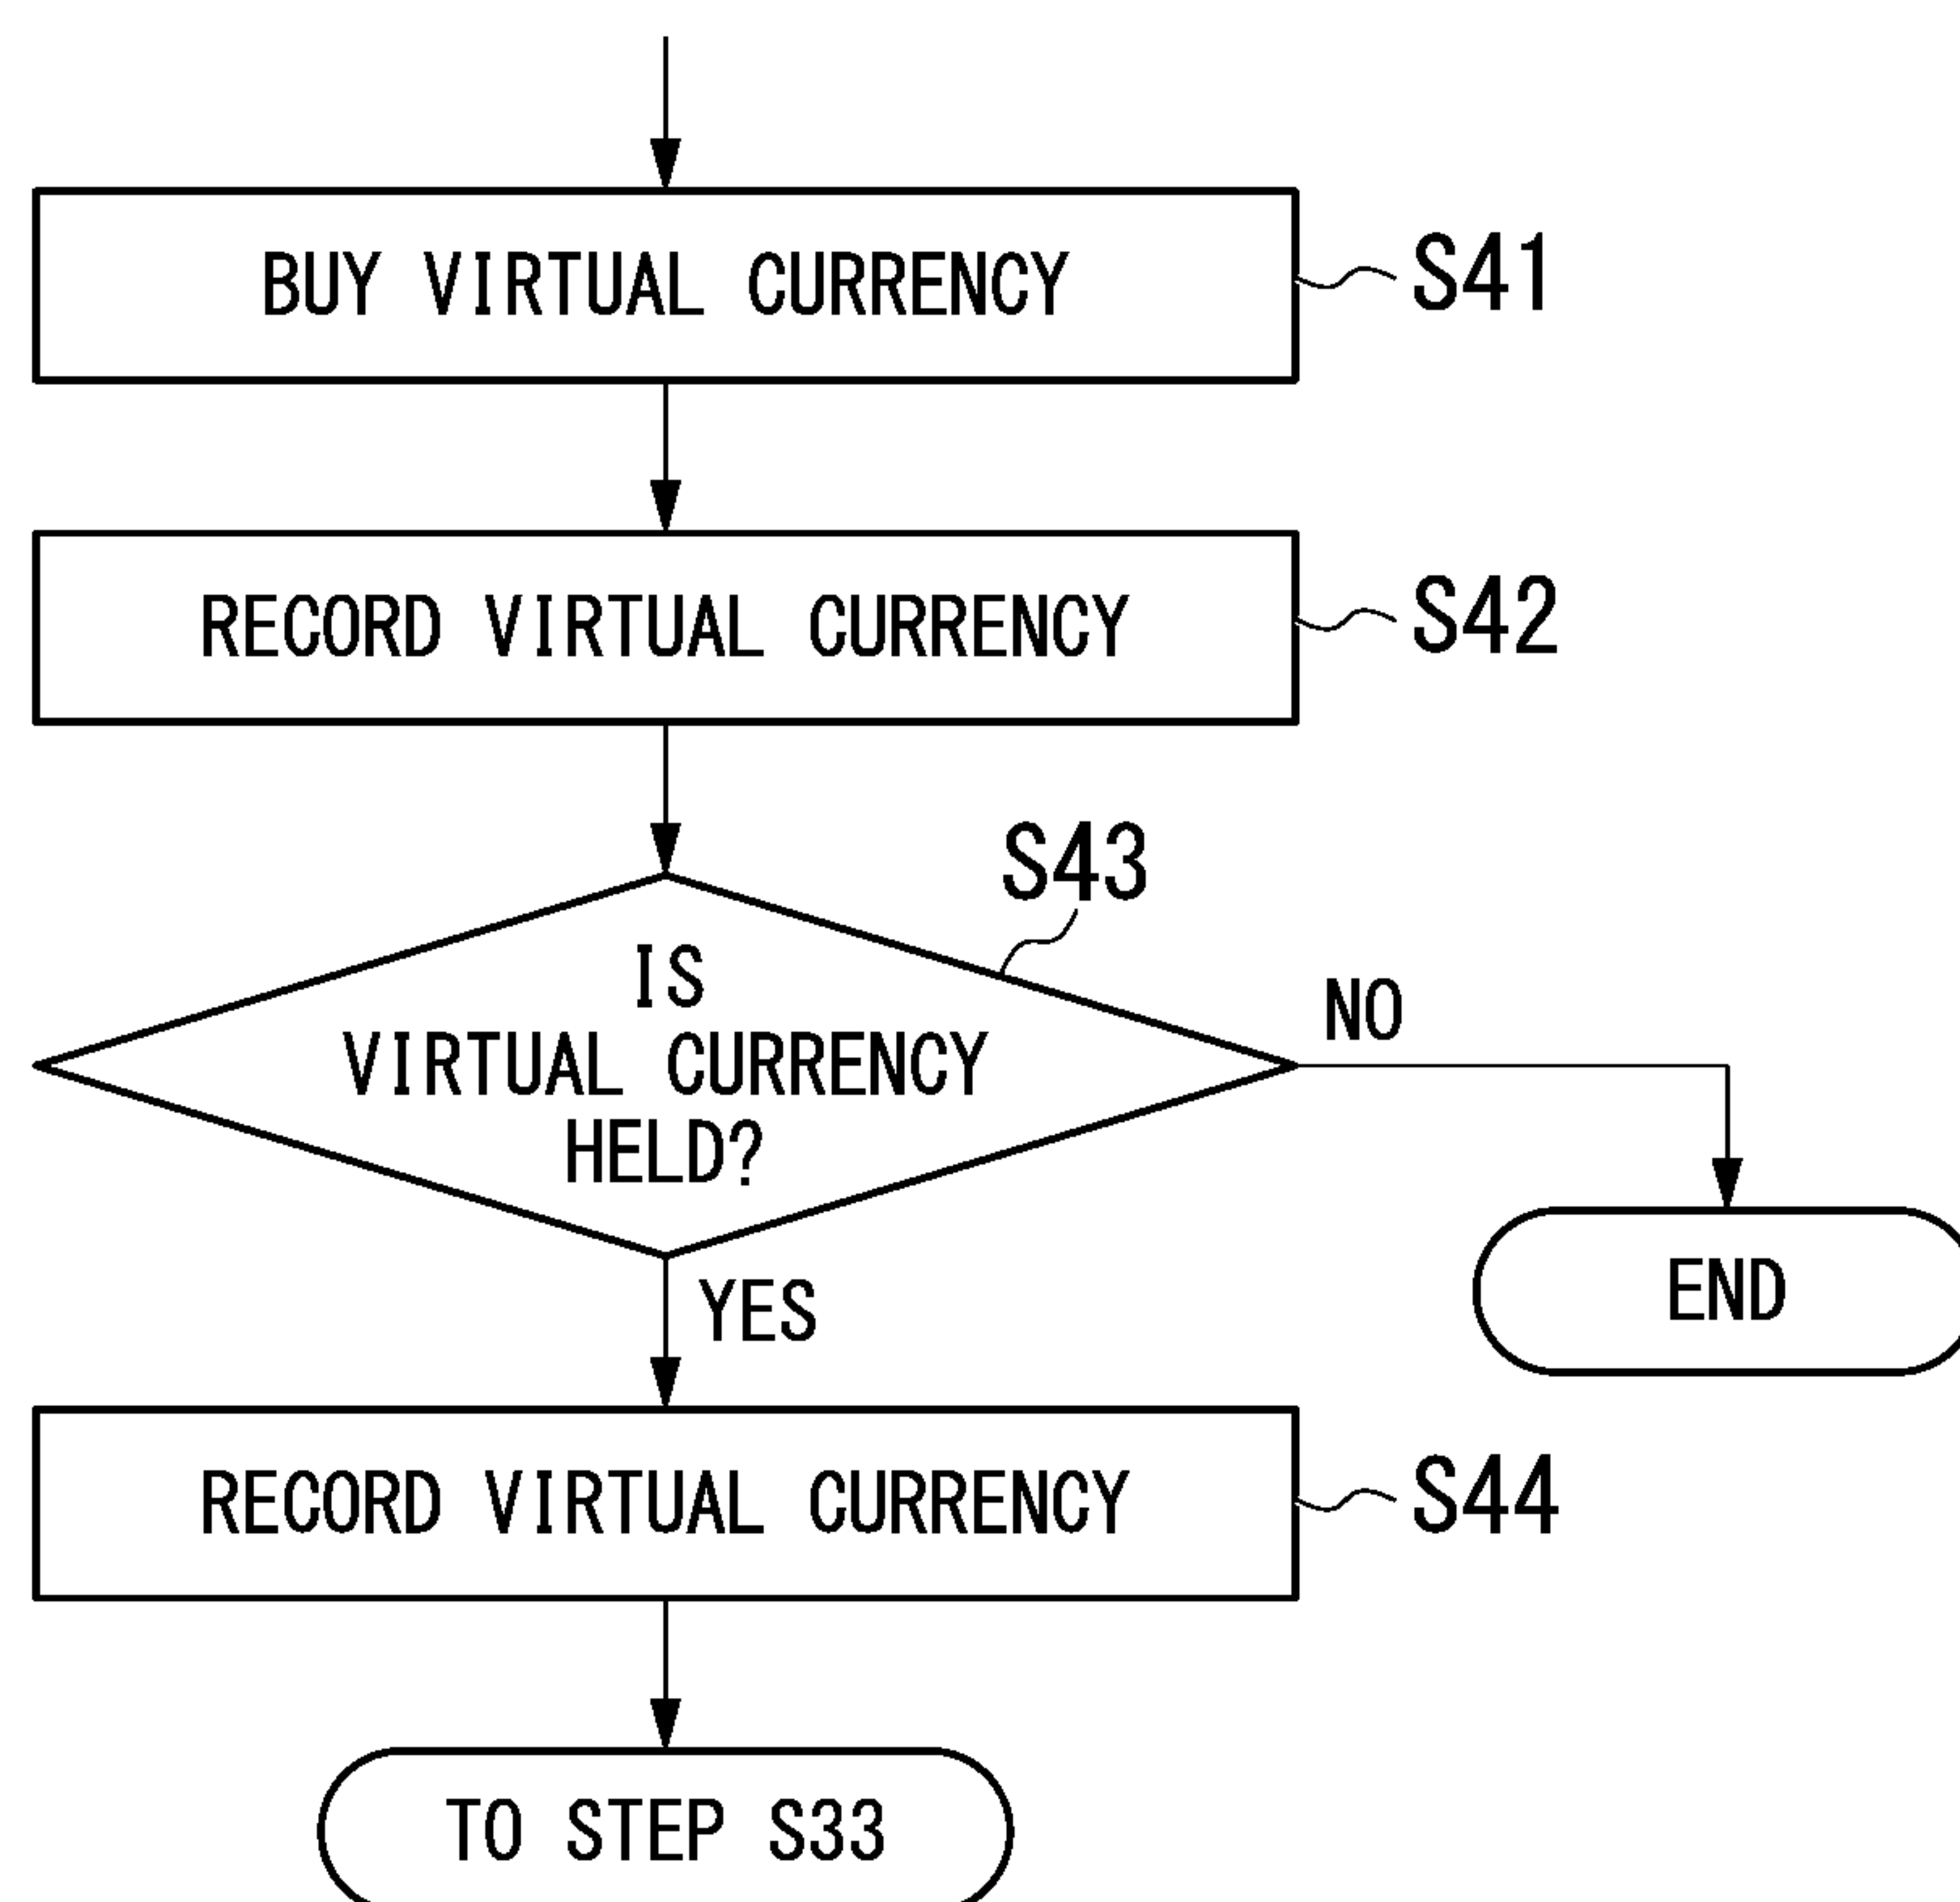 BUY VIRTUAL CURRENCY
S41
RECORD VIRTUAL CURRENCY
S42
S43
IS
VIRTUAL CURRENCY
HELD?
NO
YES
END
RECORD VIRTUAL CURRENCY
S44
TO STEP S33